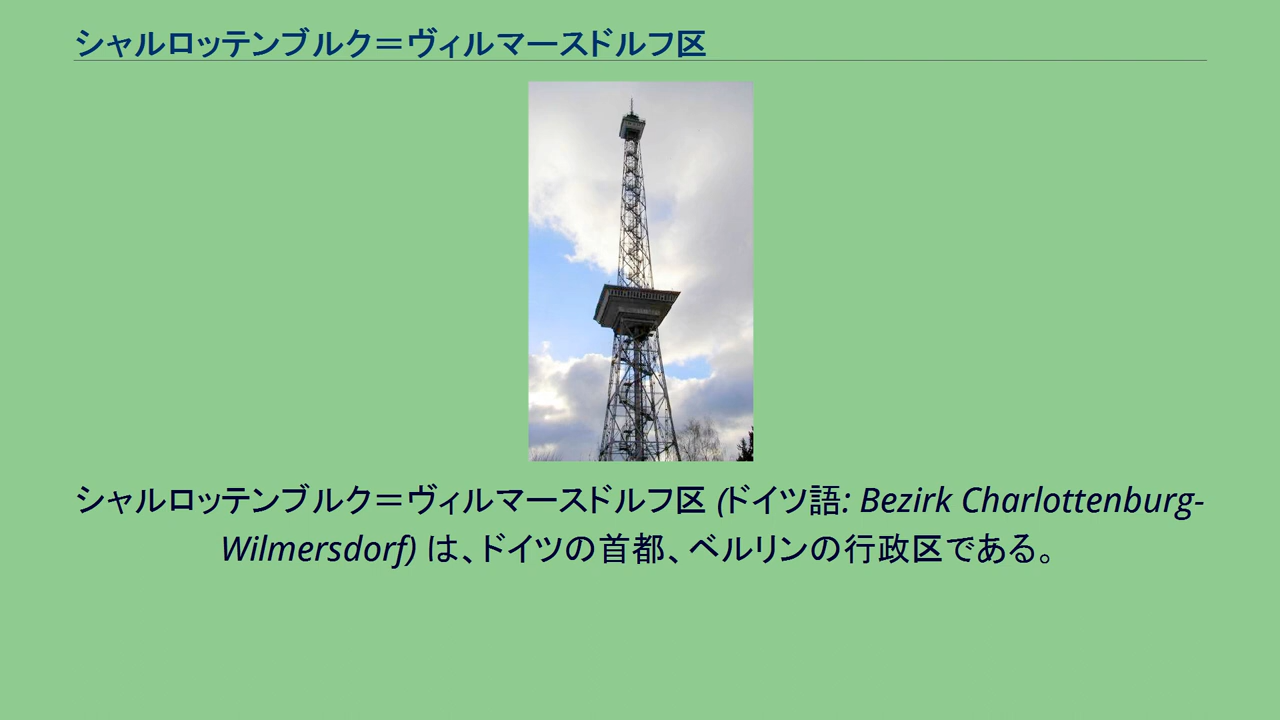 シャルロッテンブルク＝ヴィルマースドルフ区
シャルロッテンブルク＝ヴィルマースドルフ区 (ドイツ語: Bezirk Charlottenburg-
Wilmersdorf) は、ドイツの首都、ベルリンの行政区である。